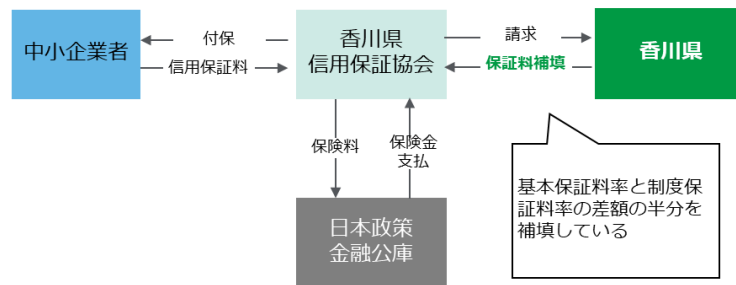 中小企業者
付保
信用保証料
香川県
信用保証協会
請求
保証料補填
香川県
保険料
保険金
支払
日本政策
金融公庫
基本保証料率と制度保
証料率の差額の半分を
補填している